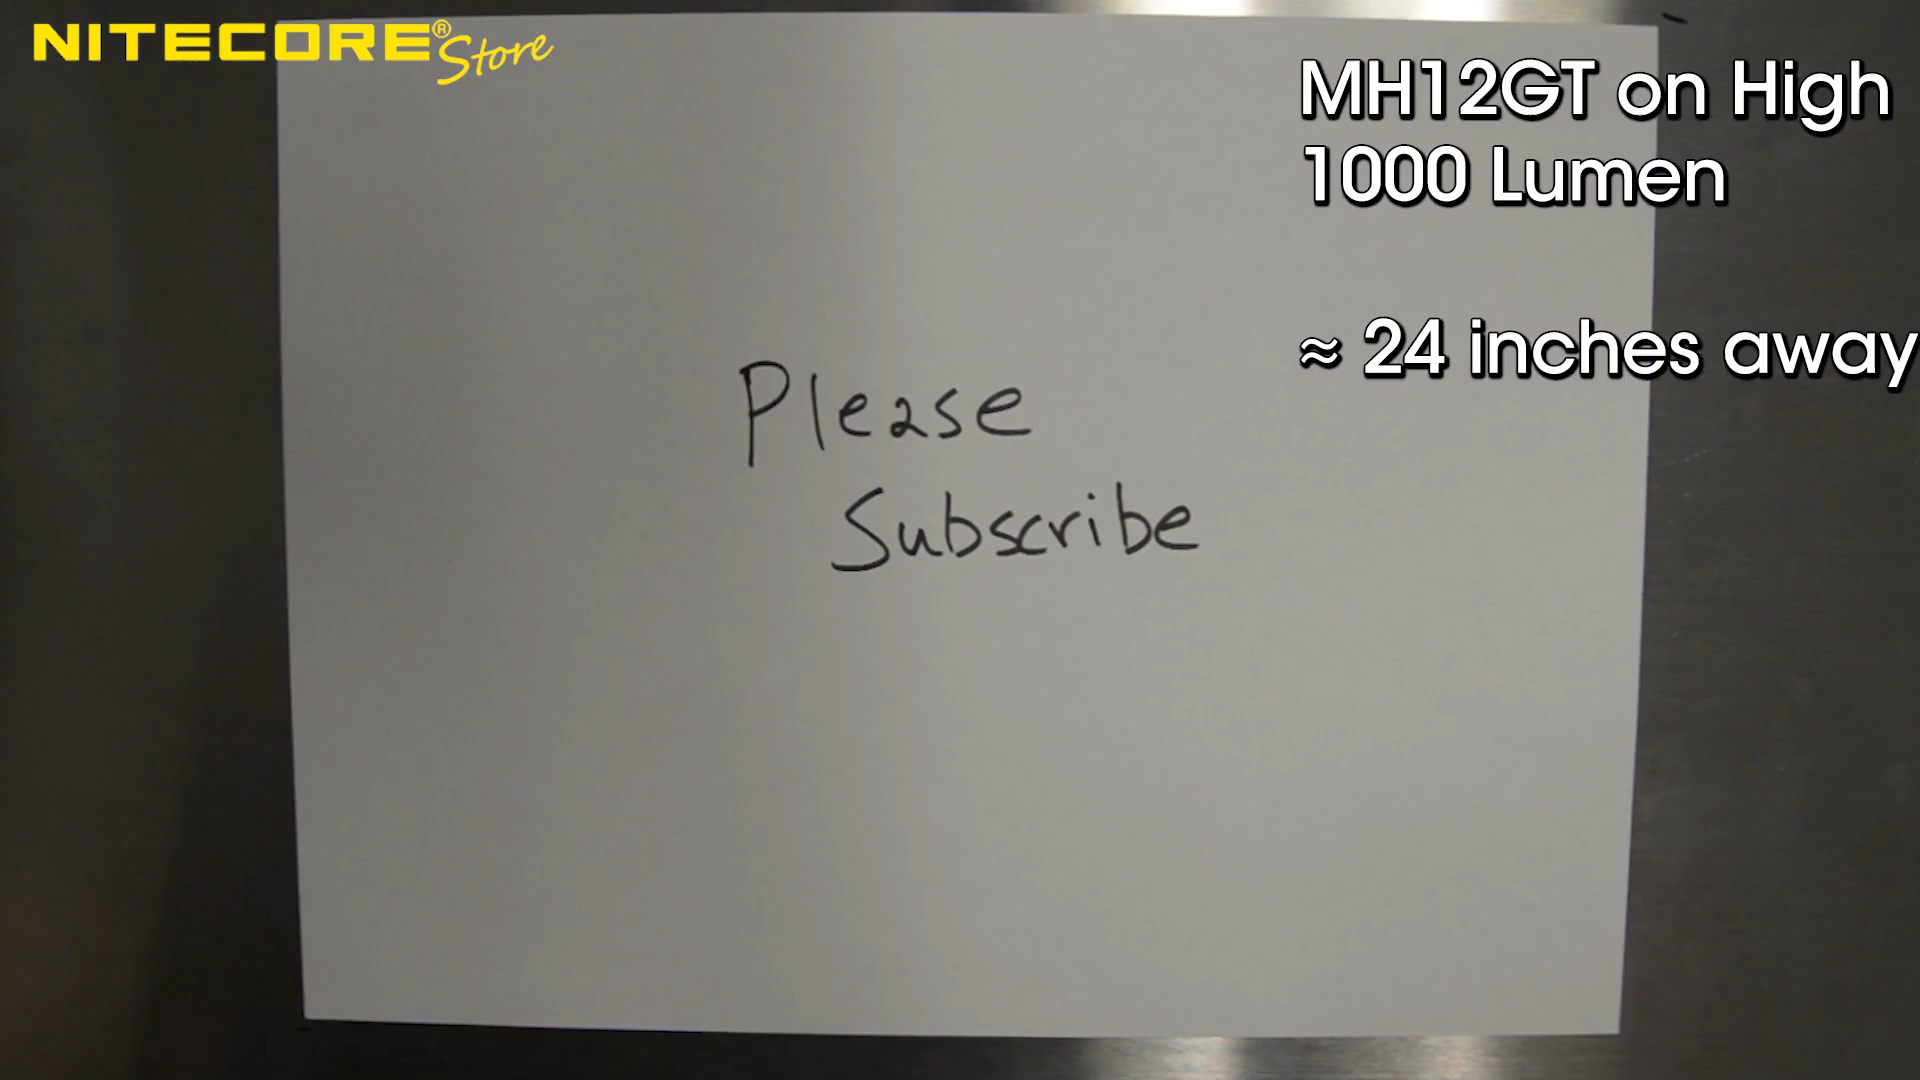 NITECORE® Store
MH12GT on High
1000 Lumen
≈ 24 inches away
Please
Subscribe